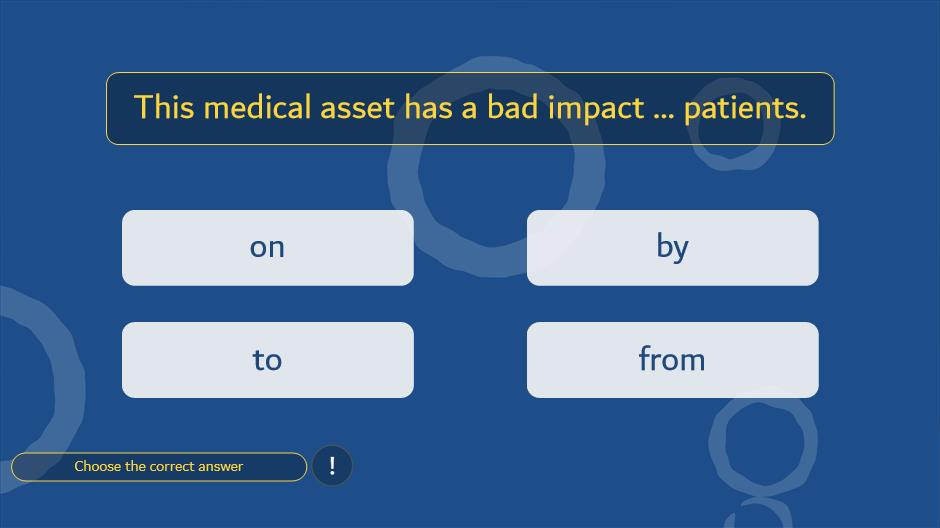 This medical asset has a bad impact ... patients.
on
by
to
from
Choose the correct answer
!